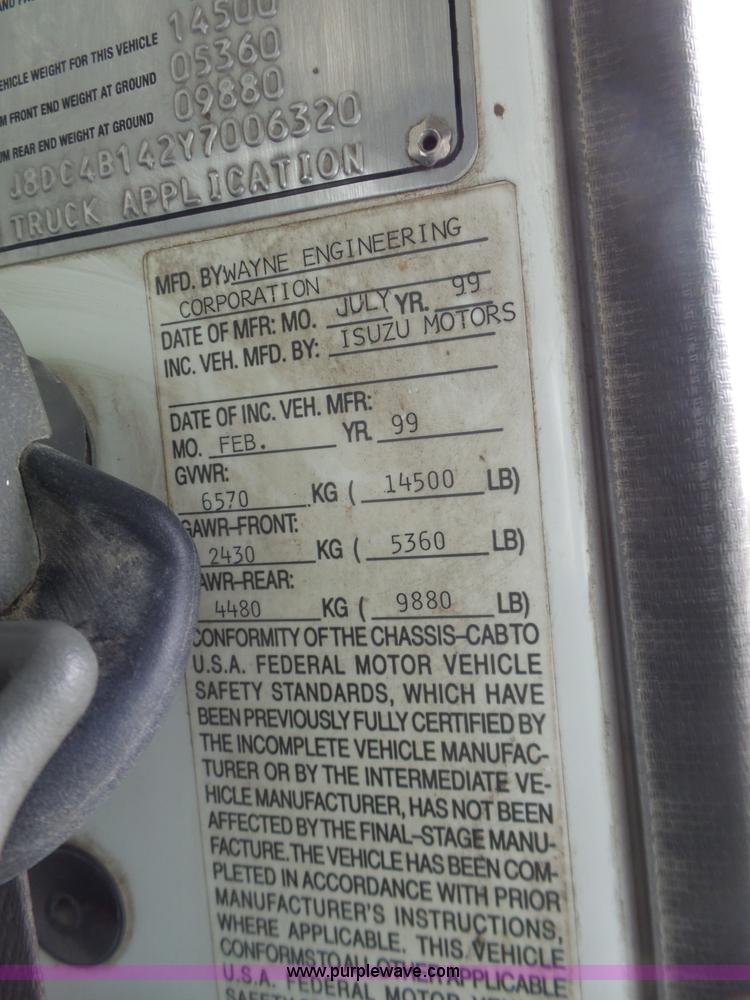 14500
EHICLE WEIGHT FOR THIS VEHICLE
05360
M FRONT END WEIGHT AT GROUND
09880
UM REAR END WEIGHT AT GROUND
J8DC4B142Y7006320
TRUCK APPLICATION
MFD. BY: WAYNE ENGINEERING
CORPORATION
DATE OF MFR: MO. JULY YR. 99
INC. VEH. MFD. BY: ISUZU MOTORS
DATE OF INC. VEH. MFR:
MO. FEB. YR. 99
GVWR:
6570 KG ( 14500 LB)
GAWR-FRONT:
2430 KG ( 5360 LB)
AWR-REAR:
4480 KG ( 9880 LB)
CONFORMITY OF THE CHASSIS-CAB TO
U.S.A. FEDERAL MOTOR VEHICLE
SAFETY STANDARDS, WHICH HAVE
BEEN PREVIOUSLY FULLY CERTIFIED BY
THE INCOMPLETE VEHICLE MANUFAC-
TURER OR BY THE INTERMEDIATE VE-
HICLE MANUFACTURER, HAS NOT BEEN
AFFECTED BY THE FINAL-STAGE MANU-
FACTURE. THE VEHICLE HAS BEEN COM-
PLETED IN ACCORDANCE WITH PRIOR
MANUFACTURER'S INSTRUCTIONS,
WHERE APPLICABLE. THIS VEHICLE
CONFORMS TO ALL OTHER APPLICABLE
U.S.A. FEDERAL MOTOR VEHICLE
www.purplewave.com